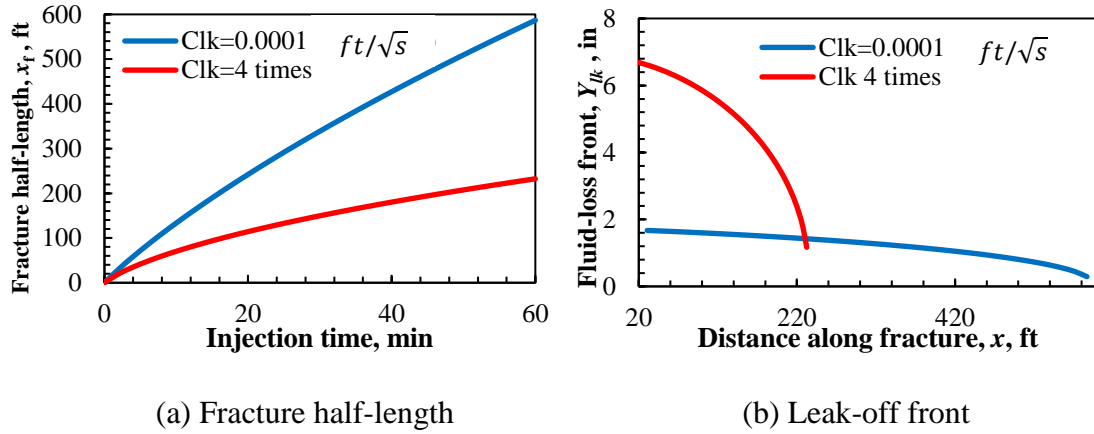 Fracture half-length, x_f, ft
600
500
400
300
200
100
0
Clk=0.0001 ft/√s
Clk=4 times
0 20 40 60
Injection time, min
(a) Fracture half-length
Fluid-loss front, Y_lk, in
8
6
4
2
0
Clk=0.0001 ft/√s
Clk 4 times
20 220 420
Distance along fracture, x, ft
(b) Leak-off front